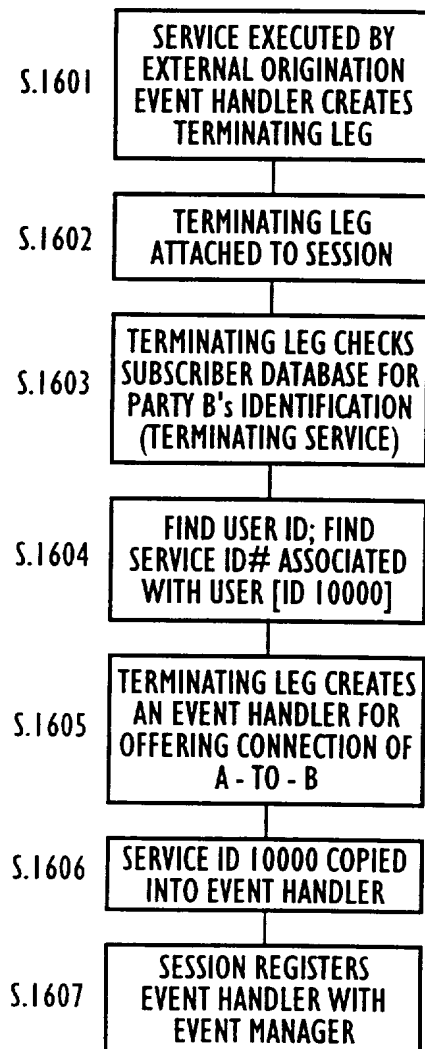 S.1601
SERVICE EXECUTED BY
EXTERNAL ORIGINATION
EVENT HANDLER CREATES
TERMINATING LEG
S.1602
TERMINATING LEG
ATTACHED TO SESSION
S.1603
TERMINATING LEG CHECKS
SUBSCRIBER DATABASE FOR
PARTY B's IDENTIFICATION
(TERMINATING SERVICE)
S.1604
FIND USER ID; FIND
SERVICE ID# ASSOCIATED
WITH USER [ID 10000]
S.1605
TERMINATING LEG CREATES
AN EVENT HANDLER FOR
OFFERING CONNECTION OF
A - TO - B
S.1606
SERVICE ID 10000 COPIED
INTO EVENT HANDLER
S.1607
SESSION REGISTERS
EVENT HANDLER WITH
EVENT MANAGER